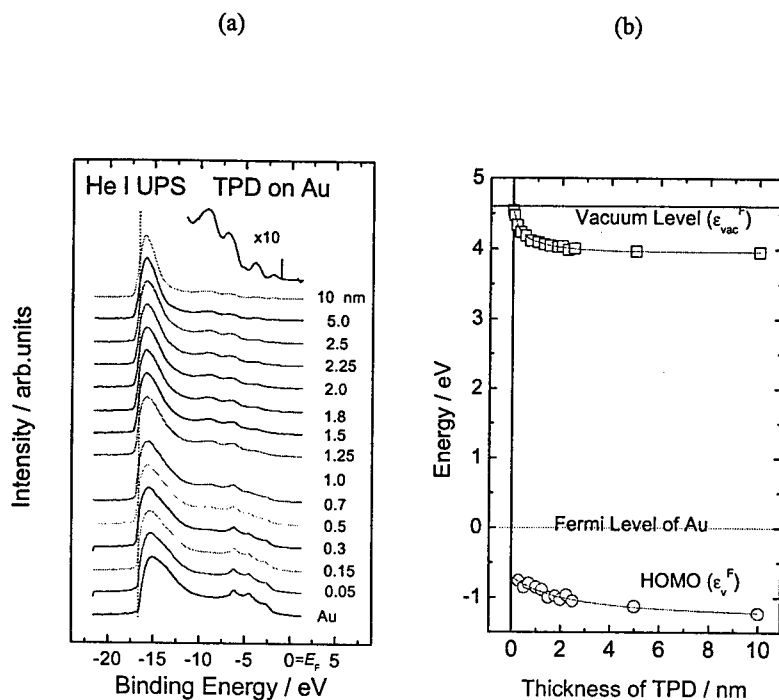 (a)
(b)
He I UPS TPD on Au
x10
10 nm
5.0
2.5
2.25
2.0
1.8
1.5
1.25
1.0
0.7
0.5
0.3
0.15
0.05
Au
-20 -15 -10 -5 0=E_F 5
Binding Energy / eV
Intensity / arb.units
5
4
3
2
1
0
-1
Energy / eV
Vacuum Level (ε_vac^F)
Fermi Level of Au
HOMO (ε_v^F)
0 2 4 6 8 10
Thickness of TPD / nm